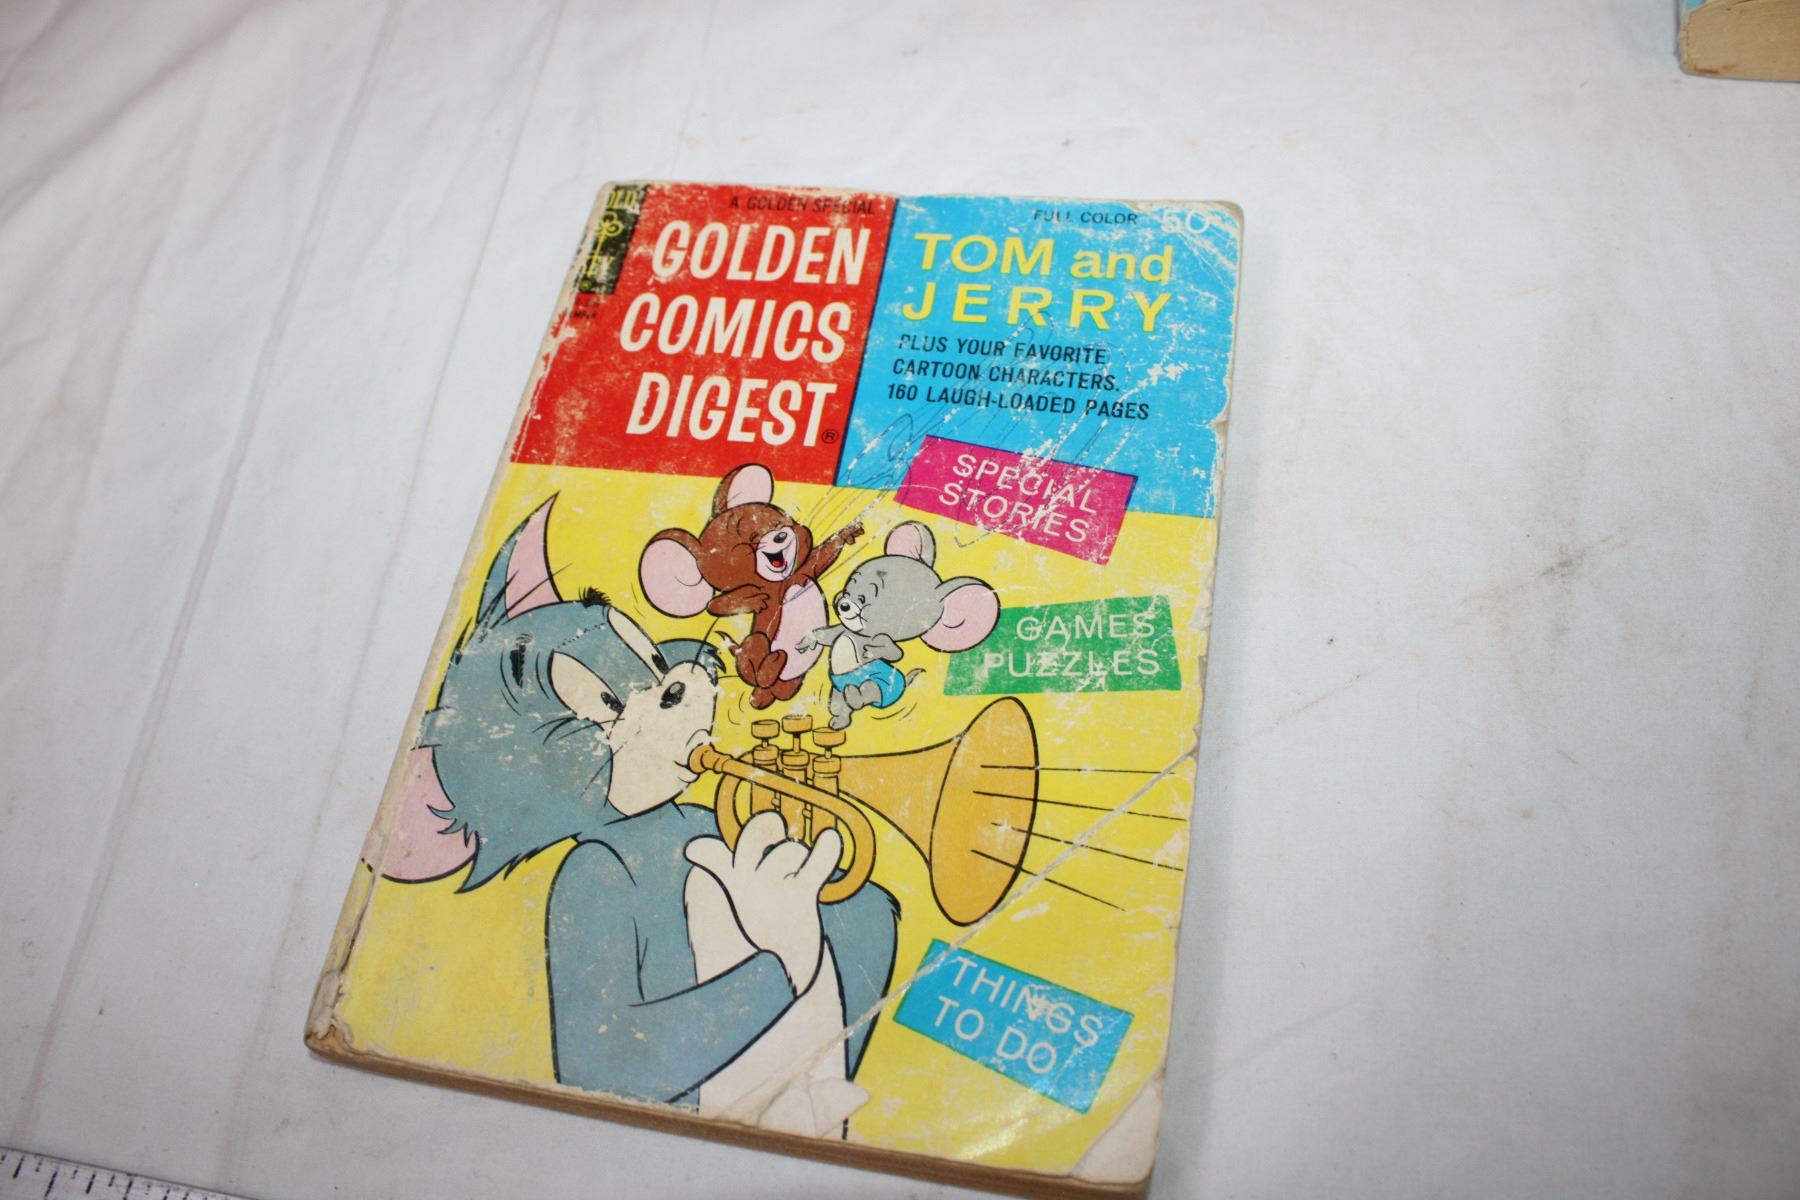 A GOLDEN SPECIAL
GOLDEN
COMICS
DIGEST®
FULL COLOR 50
TOM and
JERRY
PLUS YOUR FAVORITE
CARTOON CHARACTERS.
160 LAUGH-LOADED PAGES
SPECIAL
STORIES
GAMES
PUZZLES
THINGS
TO DO